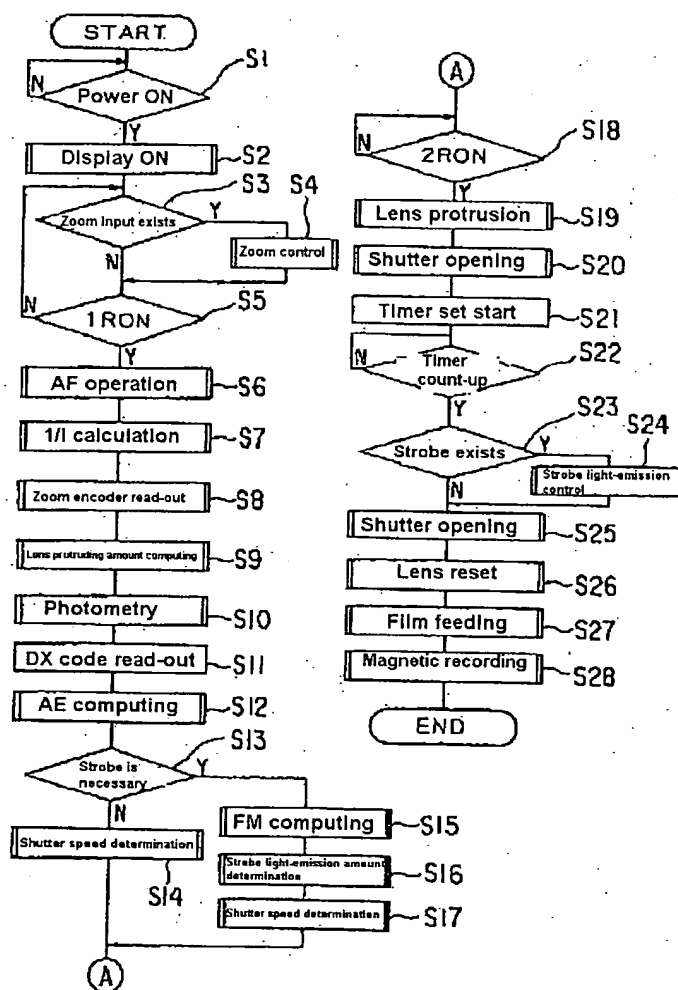 START
S1
N
Power ON
Y
Display ON
S2
S3
S4
Zoom input exists
Y
N
Zoom control
N
S5
1RON
Y
AF operation
S6
1/l calculation
S7
Zoom encoder read-out
S8
Lens protruding amount computing
S9
Photometry
S10
DX code read-out
S11
AE computing
S12
S13
Strobe is
necessary
Y
N
Shutter speed determination
S14
FM computing
S15
Strobe light-emission amount
determination
S16
Shutter speed determination
S17
A
A
N
S18
2RON
Y
Lens protrusion
S19
Shutter opening
S20
Timer set start
S21
N
Timer
count-up
S22
Y
S23
S24
Strobe exists
Y
N
Strobe light-emission
control
Shutter opening
S25
Lens reset
S26
Film feeding
S27
Magnetic recording
S28
END